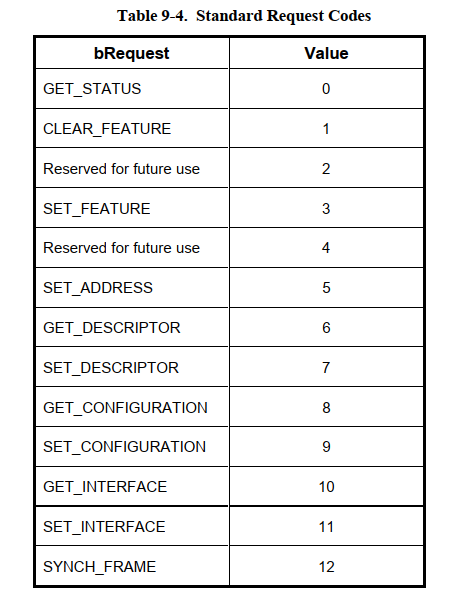 Table 9-4. Standard Request Codes
bRequest Value
GET_STATUS 0
CLEAR_FEATURE 1
Reserved for future use 2
SET_FEATURE 3
Reserved for future use 4
SET_ADDRESS 5
GET_DESCRIPTOR 6
SET_DESCRIPTOR 7
GET_CONFIGURATION 8
SET_CONFIGURATION 9
GET_INTERFACE 10
SET_INTERFACE 11
SYNCH_FRAME 12